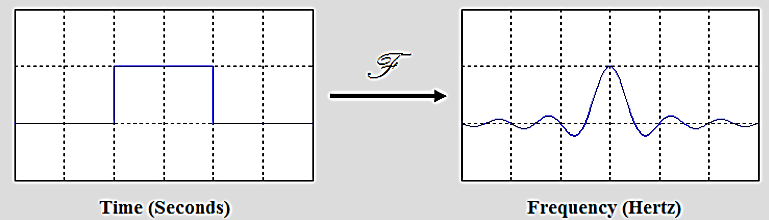 ℱ
Time (Seconds)
Frequency (Hertz)